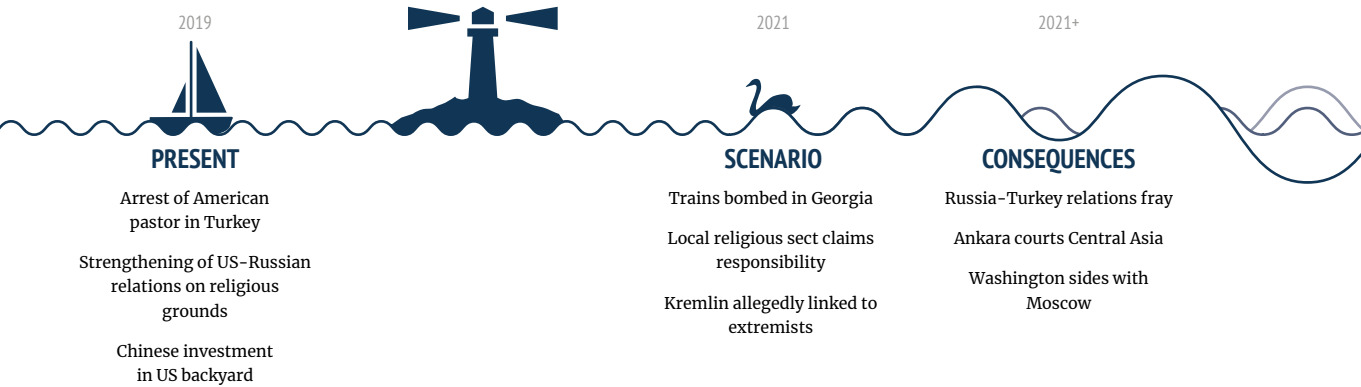 2019
PRESENT
Arrest of American
pastor in Turkey
Strengthening of US-Russian
relations on religious
grounds
Chinese investment
in US backyard
2021
SCENARIO
Trains bombed in Georgia
Local religious sect claims
responsibility
Kremlin allegedly linked to
extremists
2021+
CONSEQUENCES
Russia-Turkey relations fray
Ankara courts Central Asia
Washington sides with
Moscow